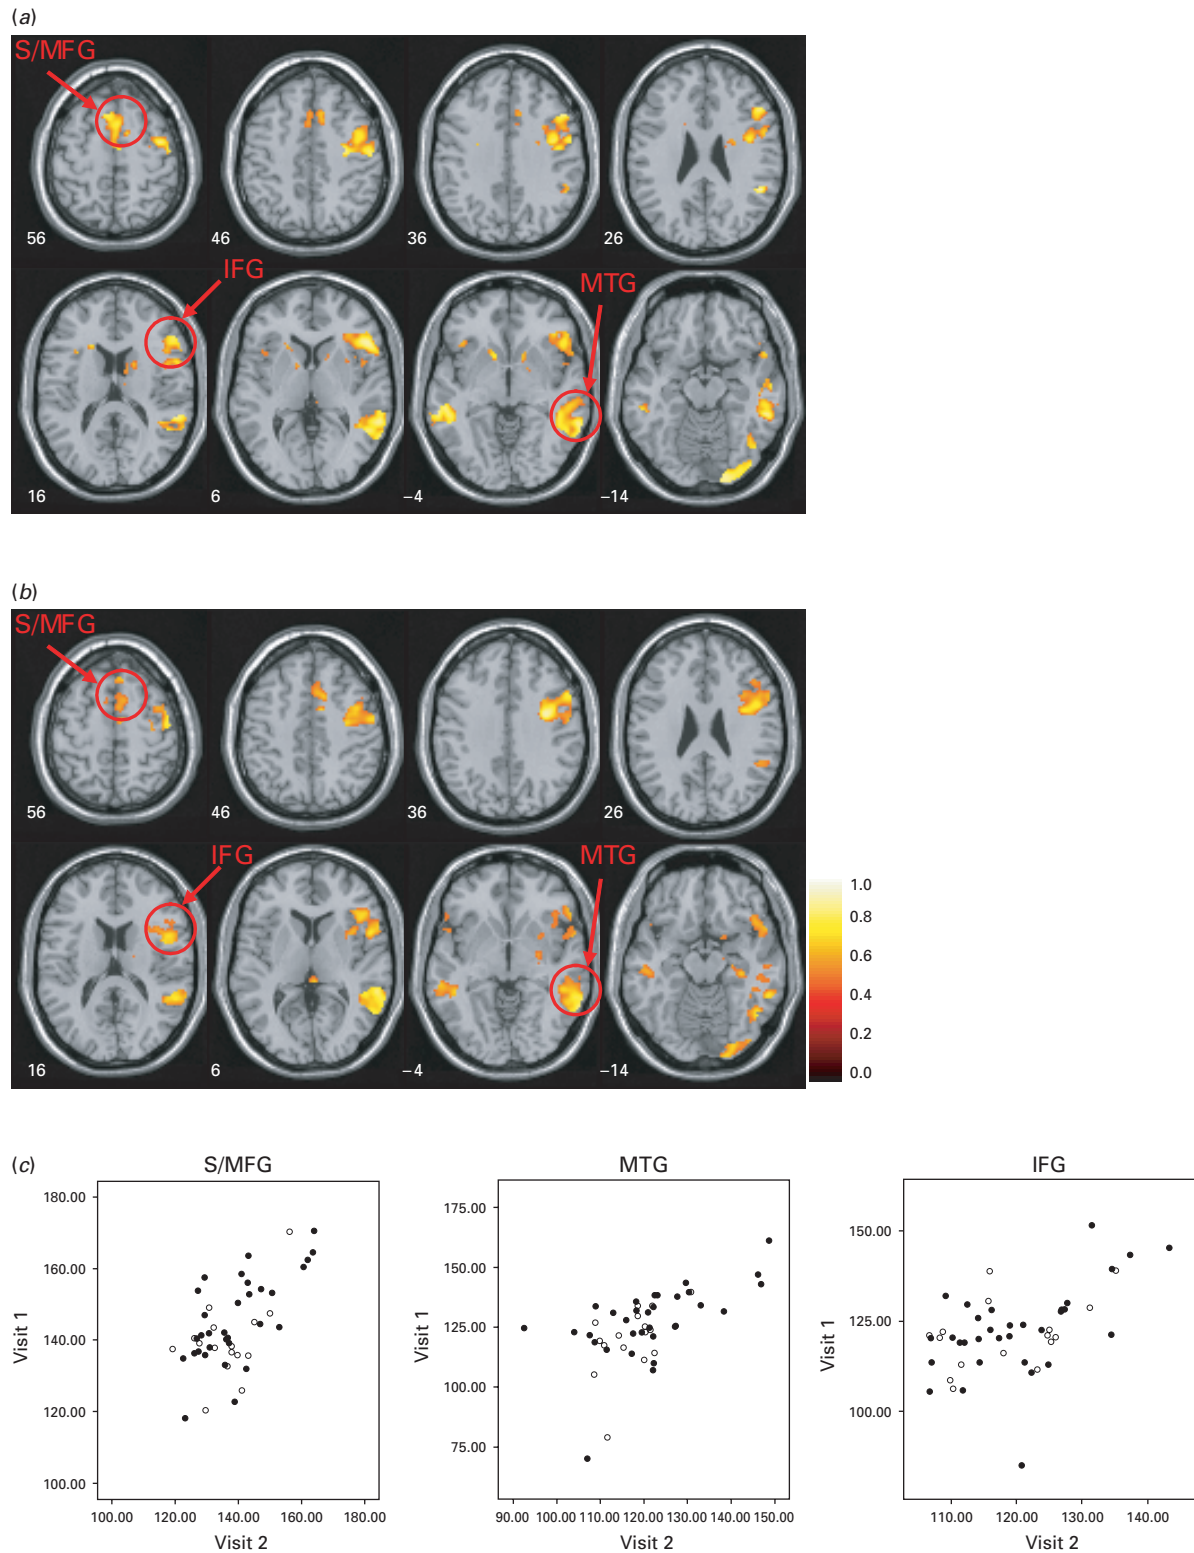 (a)
S/MFG
56
46
36
26
IFG
MTG
16
6
−4
−14
(b)
S/MFG
56
46
36
26
IFG
MTG
16
6
−4
−14
1.0
0.8
0.6
0.4
0.2
0.0
(c)
S/MFG
Visit 1
180.00
160.00
140.00
120.00
100.00
100.00 120.00 140.00 160.00 180.00
Visit 2
MTG
Visit 1
175.00
150.00
125.00
100.00
75.00
90.00 100.00 110.00 120.00 130.00 140.00 150.00
Visit 2
IFG
Visit 1
150.00
125.00
100.00
110.00 120.00 130.00 140.00
Visit 2